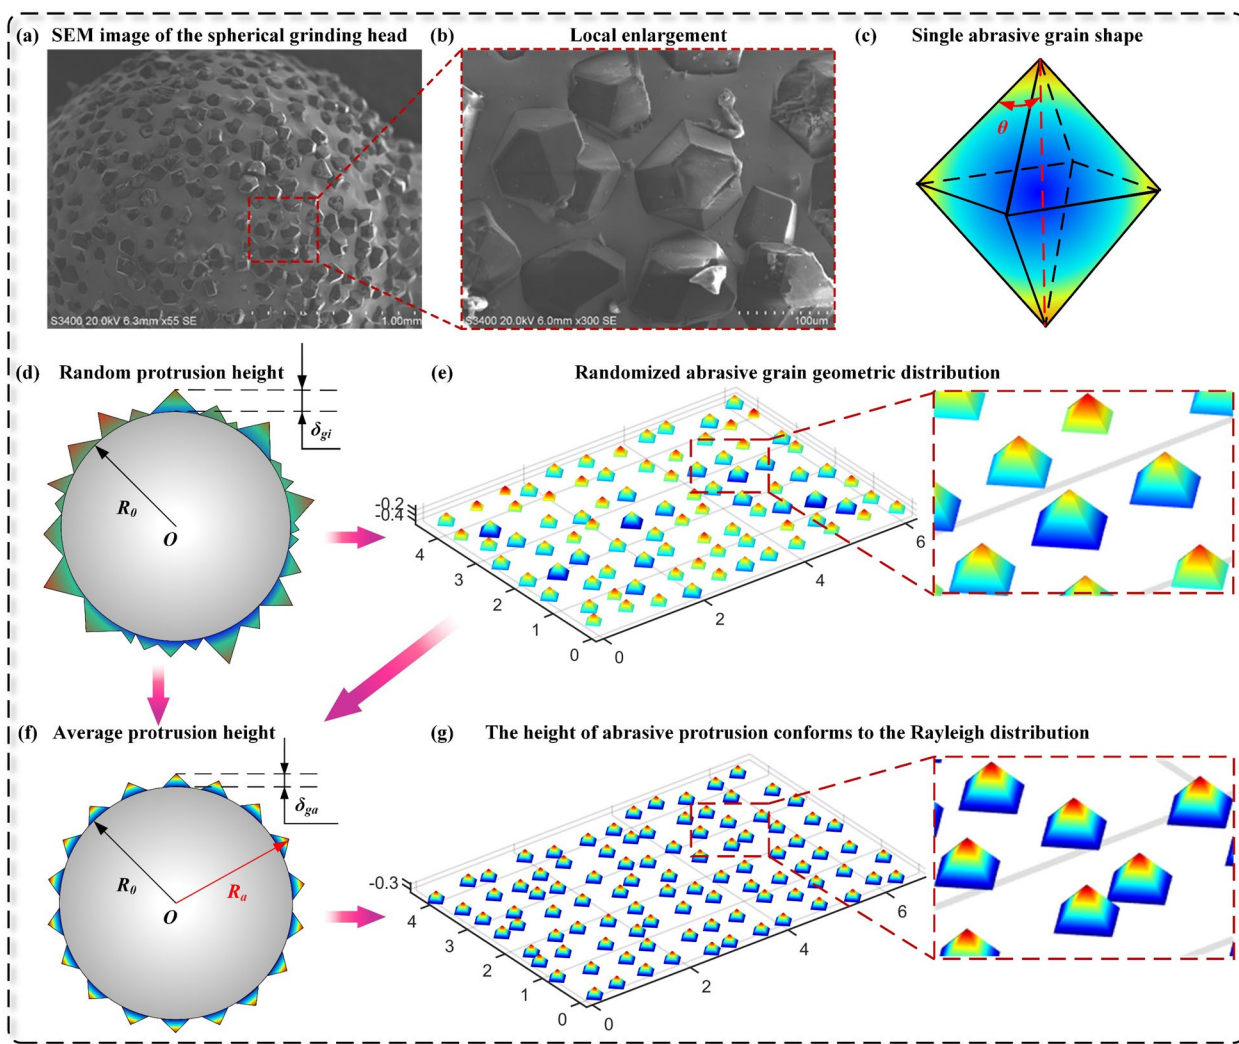 (a) SEM image of the spherical grinding head
(b) Local enlargement
(c) Single abrasive grain shape
θ
S3400 20.0kV 6.3mm x55 SE 1.00mm
S3400 20.0kV 6.0mm x300 SE 100um
(d) Random protrusion height
(e) Randomized abrasive grain geometric distribution
δgi
R0
O
-0.2
-0.4
4
3
2
1
0
0
2
4
6
(f) Average protrusion height
(g) The height of abrasive protrusion conforms to the Rayleigh distribution
δga
R0
Ra
O
-0.3
4
3
2
1
0
0
2
4
6